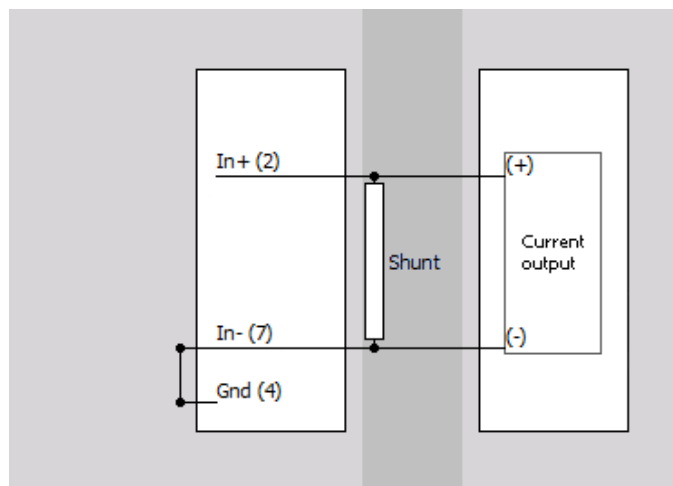 In+ (2)
(+)
Current
output
Shunt
In- (7)
(-)
Gnd (4)